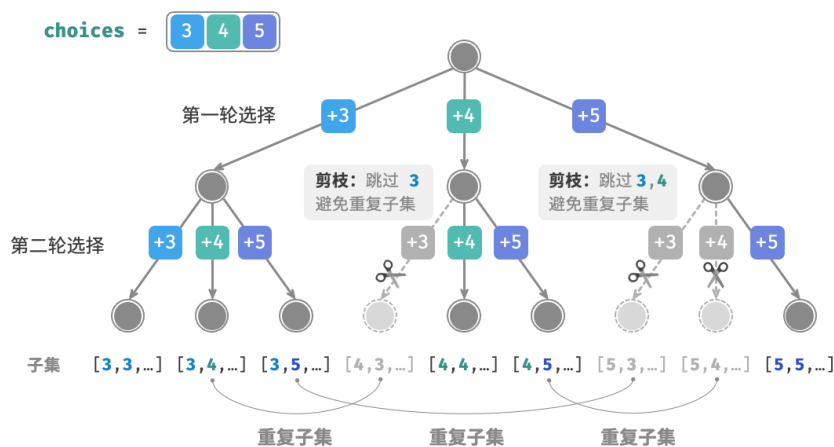 choices = 3 4 5
第一轮选择
+3 +4 +5
剪枝：跳过 3
避免重复子集
剪枝：跳过 3,4
避免重复子集
第二轮选择
+3 +4 +5 +3 +4 +5 +3 +4 +5
子集 [3,3,…] [3,4,…] [3,5,…] [4,3,…] [4,4,…] [4,5,…] [5,3,…] [5,4,…] [5,5,…]
重复子集 重复子集 重复子集